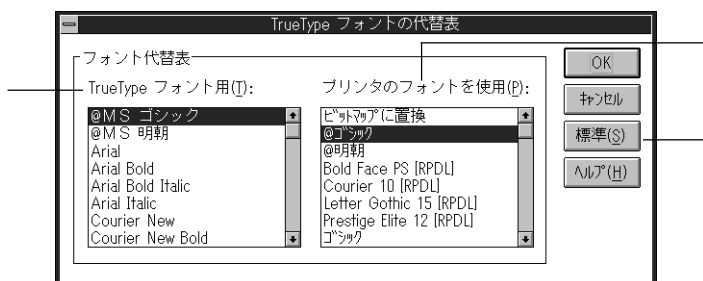 TrueType フォントの代替表
フォント代替表
TrueType フォント用(T):
@ＭＳ ゴシック
@ＭＳ 明朝
Arial
Arial Bold
Arial Bold Italic
Arial Italic
Courier New
Courier New Bold
プリンタのフォントを使用(P):
ﾋﾞｯﾄﾏｯﾌﾟに置換
@ｺﾞｼｯｸ
@明朝
Bold Face PS [RPDL]
Courier 10 [RPDL]
Letter Gothic 15 [RPDL]
Prestige Elite 12 [RPDL]
ｺﾞｼｯｸ
OK
ｷｬﾝｾﾙ
標準(S)
ﾍﾙﾌﾟ(H)